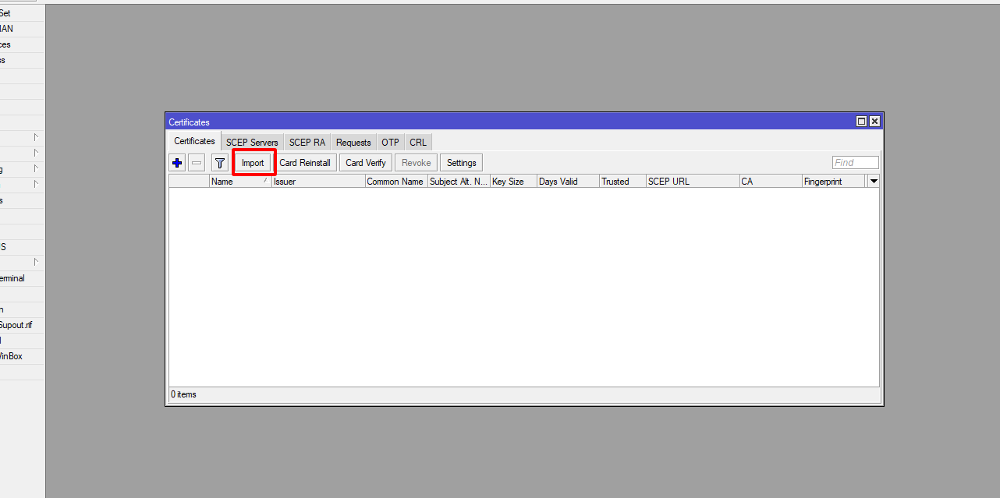 Set
ces
ss
g
s
S
erminal
n
Supout.rif
inBox
Certificates
Certificates SCEP Servers SCEP RA Requests OTP CRL
Import Card Reinstall Card Verify Revoke Settings Find
Name Issuer Common Name Subject Alt. N... Key Size Days Valid Trusted SCEP URL CA Fingerprint
0 items